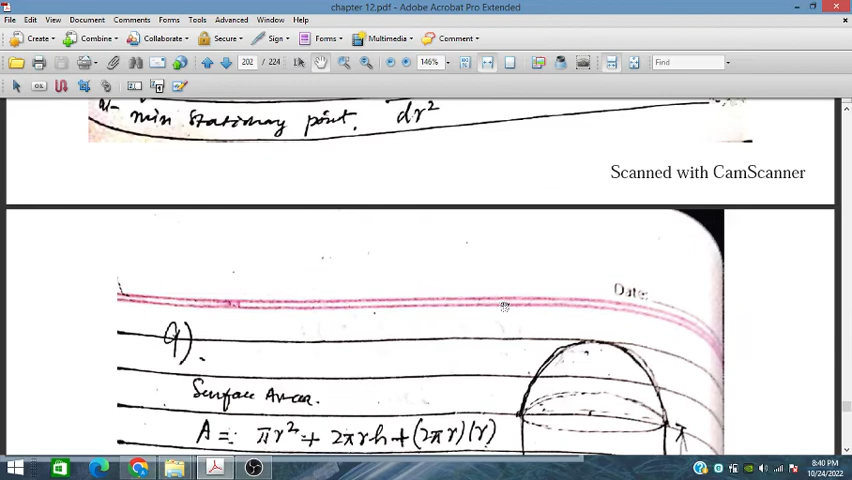 chapter 12.pdf - Adobe Acrobat Pro Extended
File Edit View Document Comments Forms Tools Advanced Window Help
Create Combine Collaborate Secure Sign Forms Multimedia Comment
202 / 224 146% Find
min Stationary point. dr²
Scanned with CamScanner
Date:
9).
Surface Area.
A = πr² + 2πrh + (2πr)(r)
8:40 PM
10/24/2022